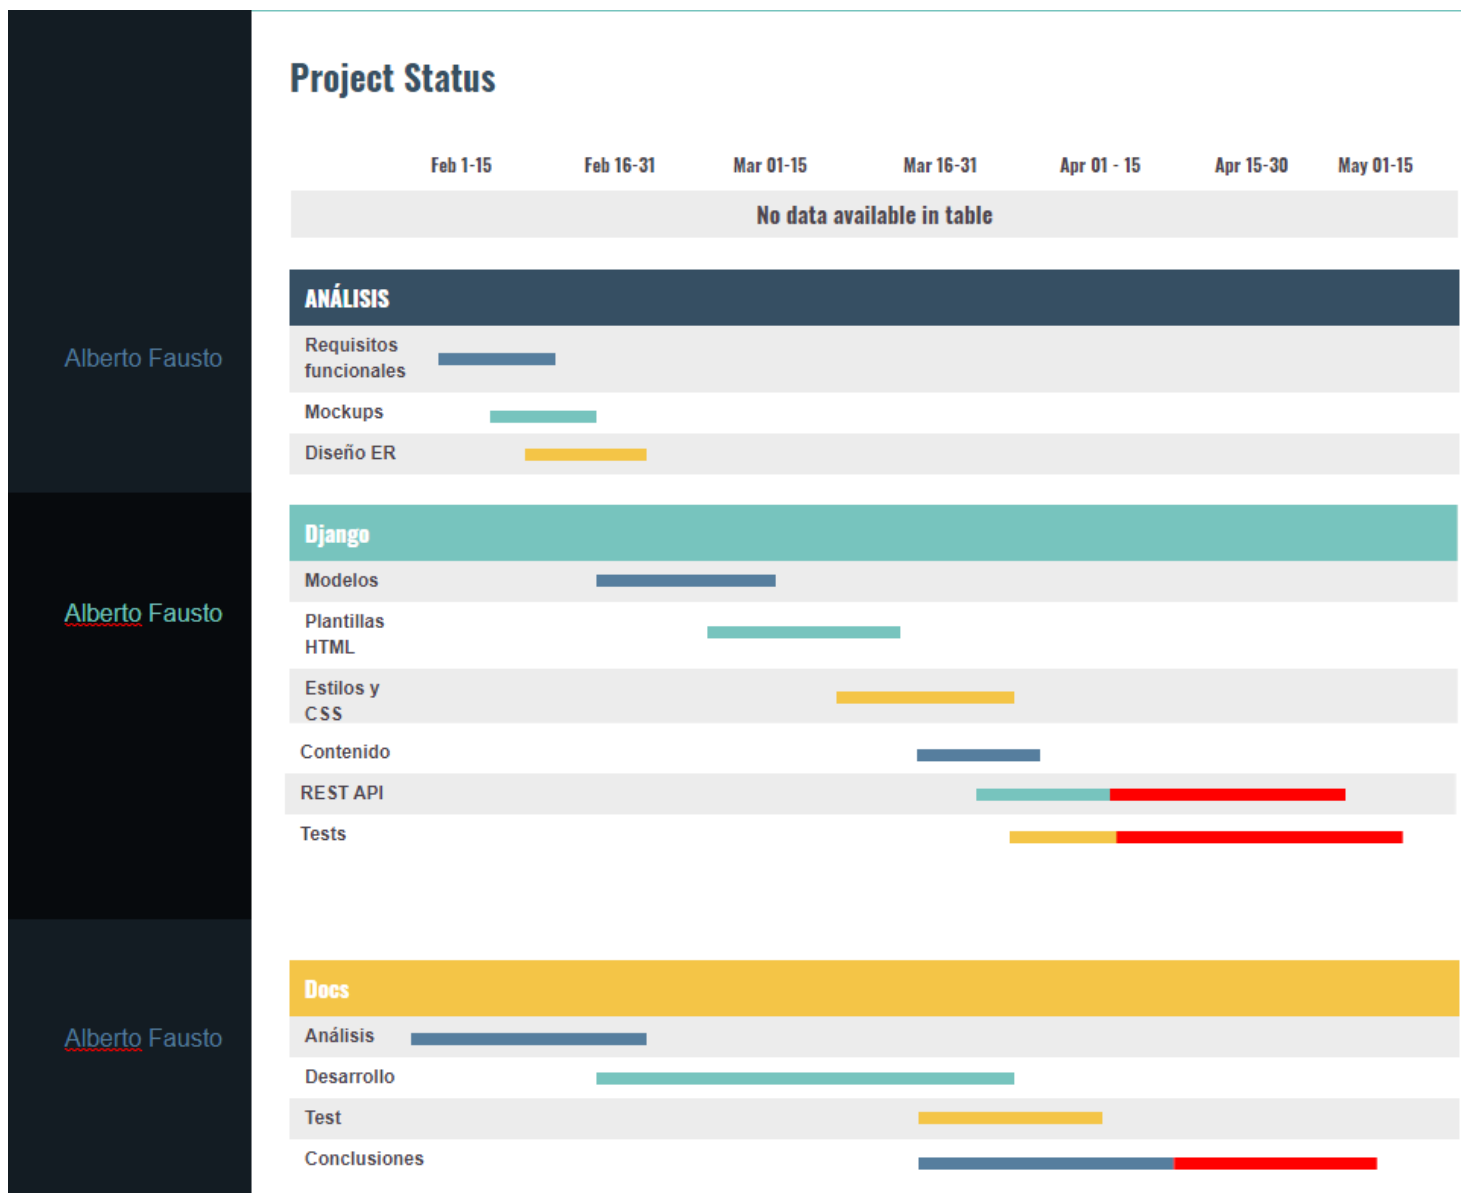 Project Status
Feb 1-15 Feb 16-31 Mar 01-15 Mar 16-31 Apr 01 - 15 Apr 15-30 May 01-15
No data available in table
ANÁLISIS
Alberto Fausto
Requisitos
funcionales
Mockups
Diseño ER
Django
Alberto Fausto
Modelos
Plantillas
HTML
Estilos y
CSS
Contenido
REST API
Tests
Docs
Alberto Fausto
Análisis
Desarrollo
Test
Conclusiones